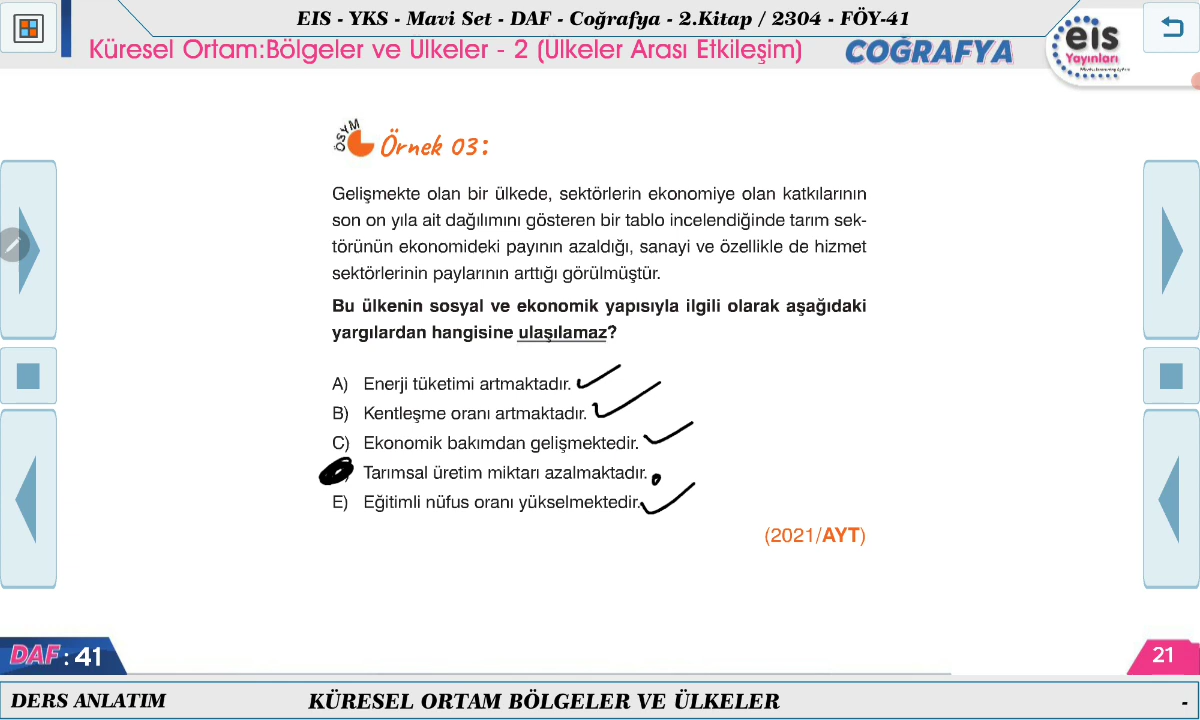 EIS - YKS - Mavi Set - DAF - Coğrafya - 2.Kitap / 2304 - FÖY-41
Küresel Ortam:Bölgeler ve Ülkeler - 2 (Ülkeler Arası Etkileşim)
COĞRAFYA
eis
Yayınları
ÖSYM
Örnek 03:
Gelişmekte olan bir ülkede, sektörlerin ekonomiye olan katkılarının
son on yıla ait dağılımını gösteren bir tablo incelendiğinde tarım sek-
törünün ekonomideki payının azaldığı, sanayi ve özellikle de hizmet
sektörlerinin paylarının arttığı görülmüştür.
Bu ülkenin sosyal ve ekonomik yapısıyla ilgili olarak aşağıdaki
yargılardan hangisine ulaşılamaz?
A) Enerji tüketimi artmaktadır.
B) Kentleşme oranı artmaktadır.
C) Ekonomik bakımdan gelişmektedir.
Tarımsal üretim miktarı azalmaktadır.
E) Eğitimli nüfus oranı yükselmektedir.
(2021/AYT)
DAF : 41
21
DERS ANLATIM
KÜRESEL ORTAM BÖLGELER VE ÜLKELER
-